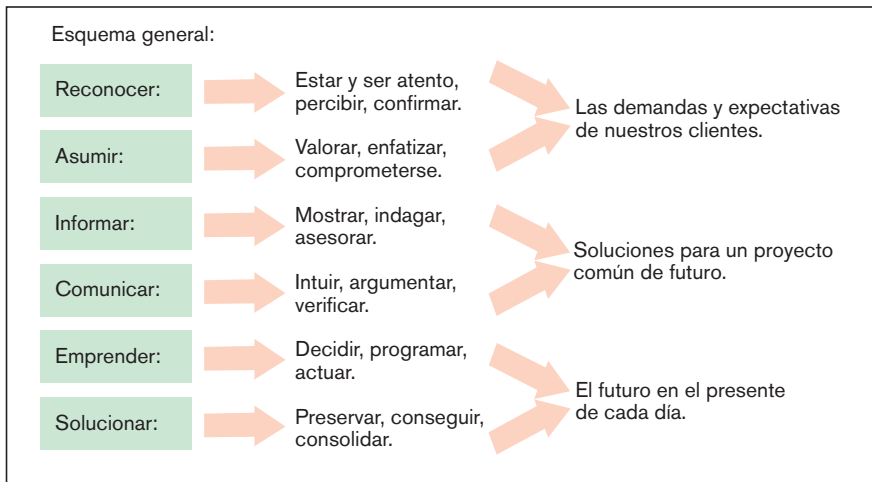 Esquema general:
Reconocer:
Estar y ser atento,
percibir, confirmar.
Asumir:
Valorar, enfatizar,
comprometerse.
Las demandas y expectativas
de nuestros clientes.
Informar:
Mostrar, indagar,
asesorar.
Comunicar:
Intuir, argumentar,
verificar.
Soluciones para un proyecto
común de futuro.
Emprender:
Decidir, programar,
actuar.
Solucionar:
Preservar, conseguir,
consolidar.
El futuro en el presente
de cada día.